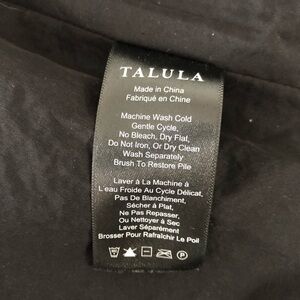 TALULA
Made in China
Fabriqué en Chine
Machine Wash Cold
Gentle Cycle,
No Bleach, Dry Flat,
Do Not Iron, Or Dry Clean
Wash Separately
Brush To Restore Pile
Laver À La Machine à
L'eau Froide Au Cycle Délicat,
Pas De Blanchiment,
Sécher à Plat,
Ne Pas Repasser,
Ou Nettoyer à Sec
Laver Séparément
Brosser Pour Rafraîchir Le Poil